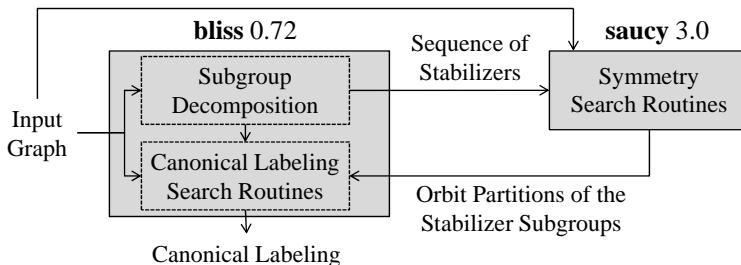 bliss 0.72
Sequence of
Stabilizers
saucy 3.0
Subgroup
Decomposition
Symmetry
Search Routines
Input
Graph
Canonical Labeling
Search Routines
Orbit Partitions of the
Stabilizer Subgroups
Canonical Labeling